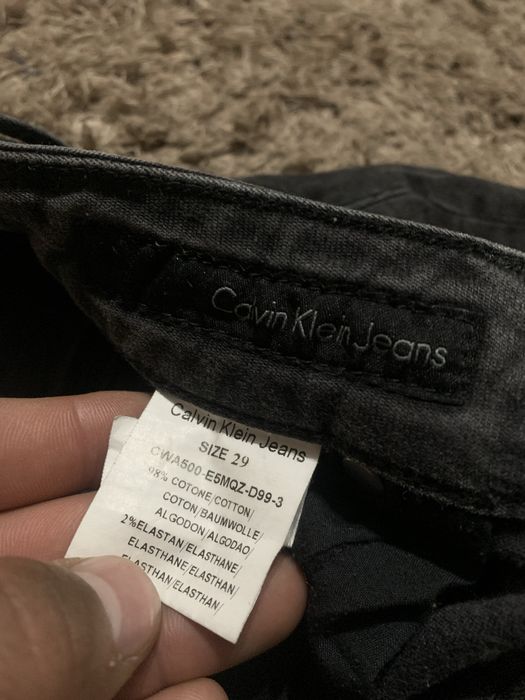 Calvin Klein Jeans
Calvin Klein Jeans
SIZE 29
CWA500-E5MQZ-D99-3
98% COTONE/COTTON/
COTON/BAUMWOLLE/
ALGODON/ALGODAO/
2%ELASTAN/ELASTHANE/
ELASTHANE/ELASTHAN/
ELASTHAN/ELASTHAN/